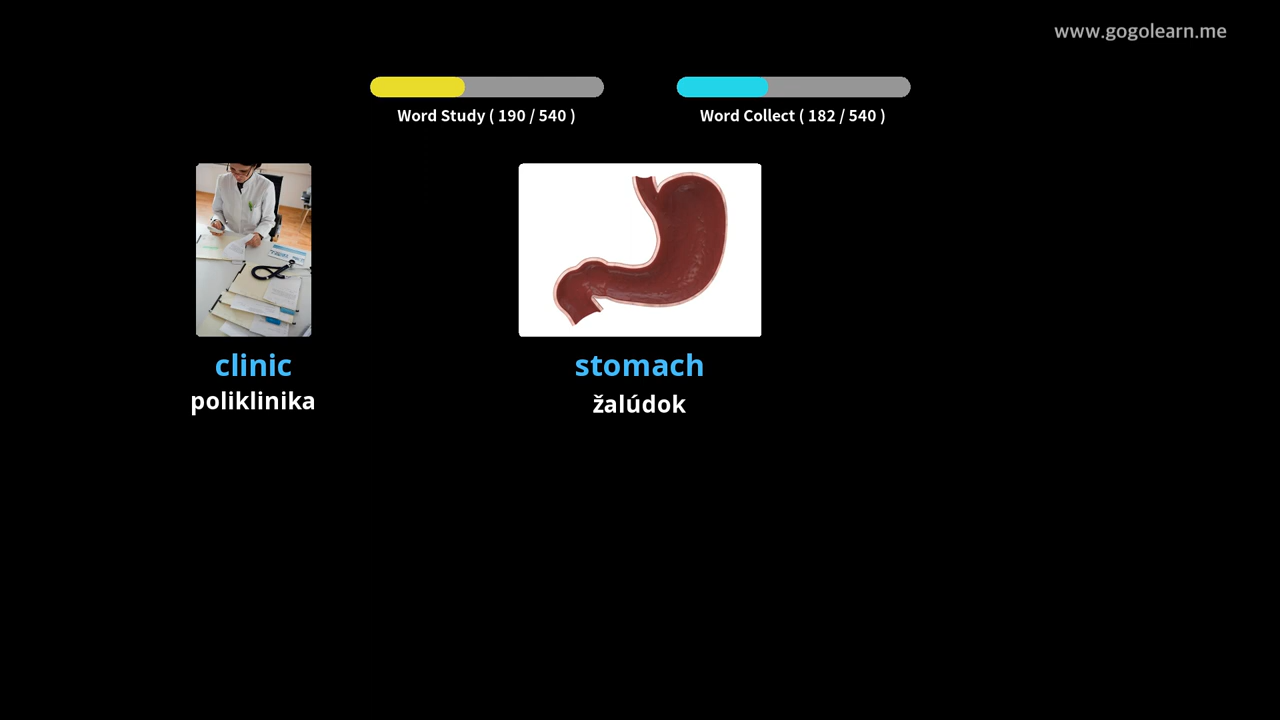 www.gogolearn.me
Word Study ( 190 / 540 )
Word Collect ( 182 / 540 )
clinic
poliklinika
stomach
žalúdok